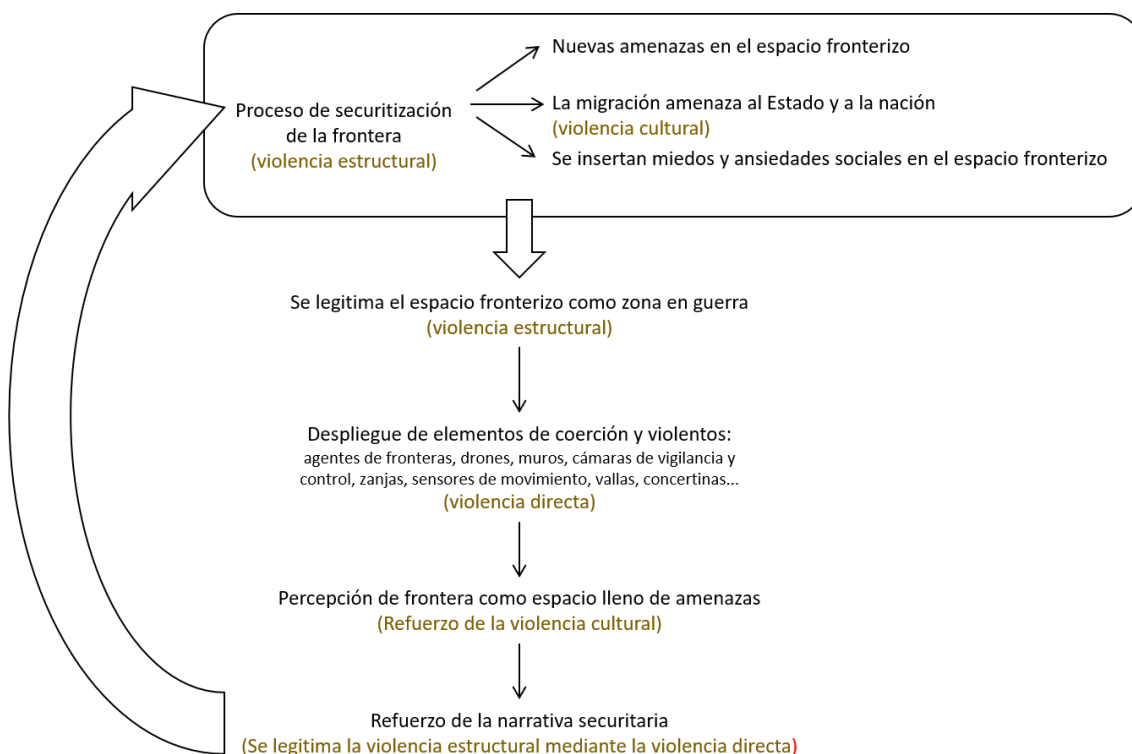 Nuevas amenazas en el espacio fronterizo
Proceso de securitización
de la frontera
(violencia estructural)
La migración amenaza al Estado y a la nación
(violencia cultural)
Se insertan miedos y ansiedades sociales en el espacio fronterizo
Se legitima el espacio fronterizo como zona en guerra
(violencia estructural)
Despliegue de elementos de coerción y violentos:
agentes de fronteras, drones, muros, cámaras de vigilancia y
control, zanjas, sensores de movimiento, vallas, concertinas...
(violencia directa)
Percepción de frontera como espacio lleno de amenazas
(Refuerzo de la violencia cultural)
Refuerzo de la narrativa securitaria
(Se legitima la violencia estructural mediante la violencia directa)